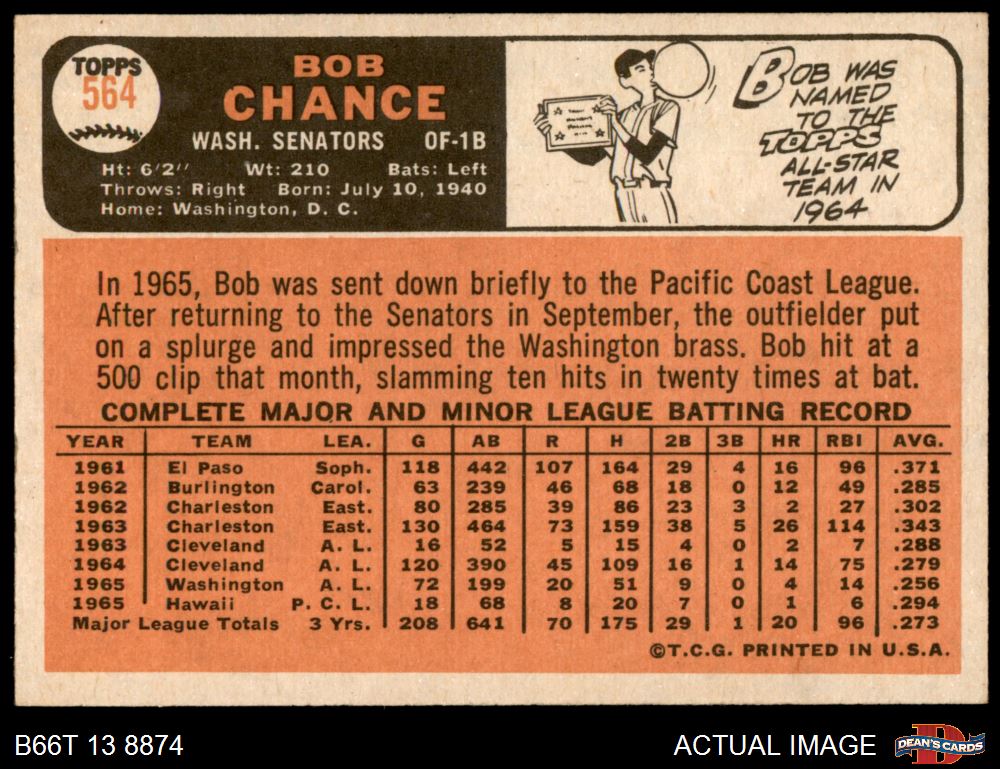 TOPPS
564
BOB
CHANCE
WASH. SENATORS OF-1B
Ht: 6'2" Wt: 210 Bats: Left
Throws: Right Born: July 10, 1940
Home: Washington, D. C.
BOB WAS
NAMED
TO THE
TOPPS
ALL-STAR
TEAM IN
1964
In 1965, Bob was sent down briefly to the Pacific Coast League.
After returning to the Senators in September, the outfielder put
on a splurge and impressed the Washington brass. Bob hit at a
500 clip that month, slamming ten hits in twenty times at bat.
COMPLETE MAJOR AND MINOR LEAGUE BATTING RECORD
YEAR TEAM LEA. G AB R H 2B 3B HR RBI AVG.
1961 El Paso Soph. 118 442 107 164 29 4 16 96 .371
1962 Burlington Carol. 63 239 46 68 18 0 12 49 .285
1962 Charleston East. 80 285 39 86 23 3 2 27 .302
1963 Charleston East. 130 464 73 159 38 5 26 114 .343
1963 Cleveland A. L. 16 52 5 15 4 0 2 7 .288
1964 Cleveland A. L. 120 390 45 109 16 1 14 75 .279
1965 Washington A. L. 72 199 20 51 9 0 4 14 .256
1965 Hawaii P. C. L. 18 68 8 20 7 0 1 6 .294
Major League Totals 3 Yrs. 208 641 70 175 29 1 20 96 .273
©T.C.G. PRINTED IN U.S.A.
B66T 13 8874 ACTUAL IMAGE
DEAN'S CARDS